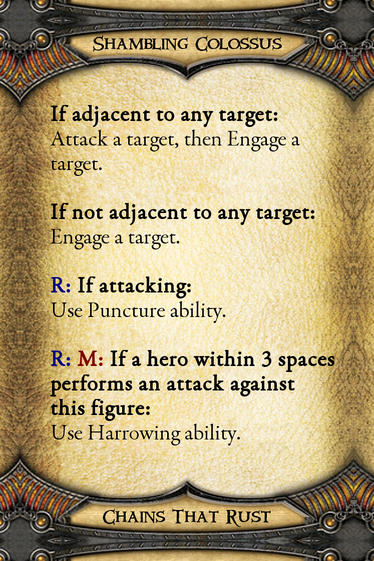 Shambling Colossus
If adjacent to any target:
Attack a target, then Engage a
target.
If not adjacent to any target:
Engage a target.
R: If attacking:
Use Puncture ability.
R: M: If a hero within 3 spaces
performs an attack against
this figure:
Use Harrowing ability.
Chains That Rust